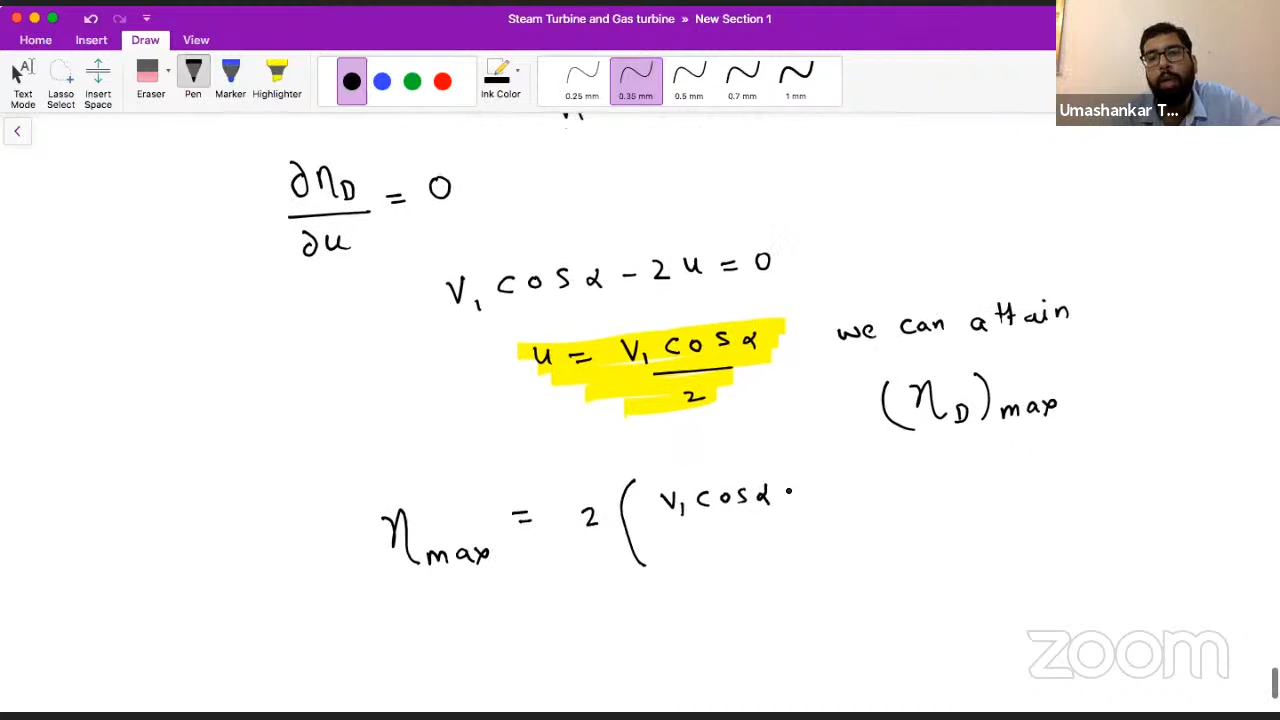 Steam Turbine and Gas turbine » New Section 1
Home Insert Draw View
Text Mode Lasso Select Insert Space Eraser Pen Marker Highlighter Ink Color 0.25 mm 0.35 mm 0.5 mm 0.7 mm 1 mm
Umashankar T...
∂η_D / ∂u = 0
V₁ cos α – 2 u = 0
u = V₁ cos α / 2 we can attain
(η_D)max
ηmax = 2 ( V₁ cos α
zoom